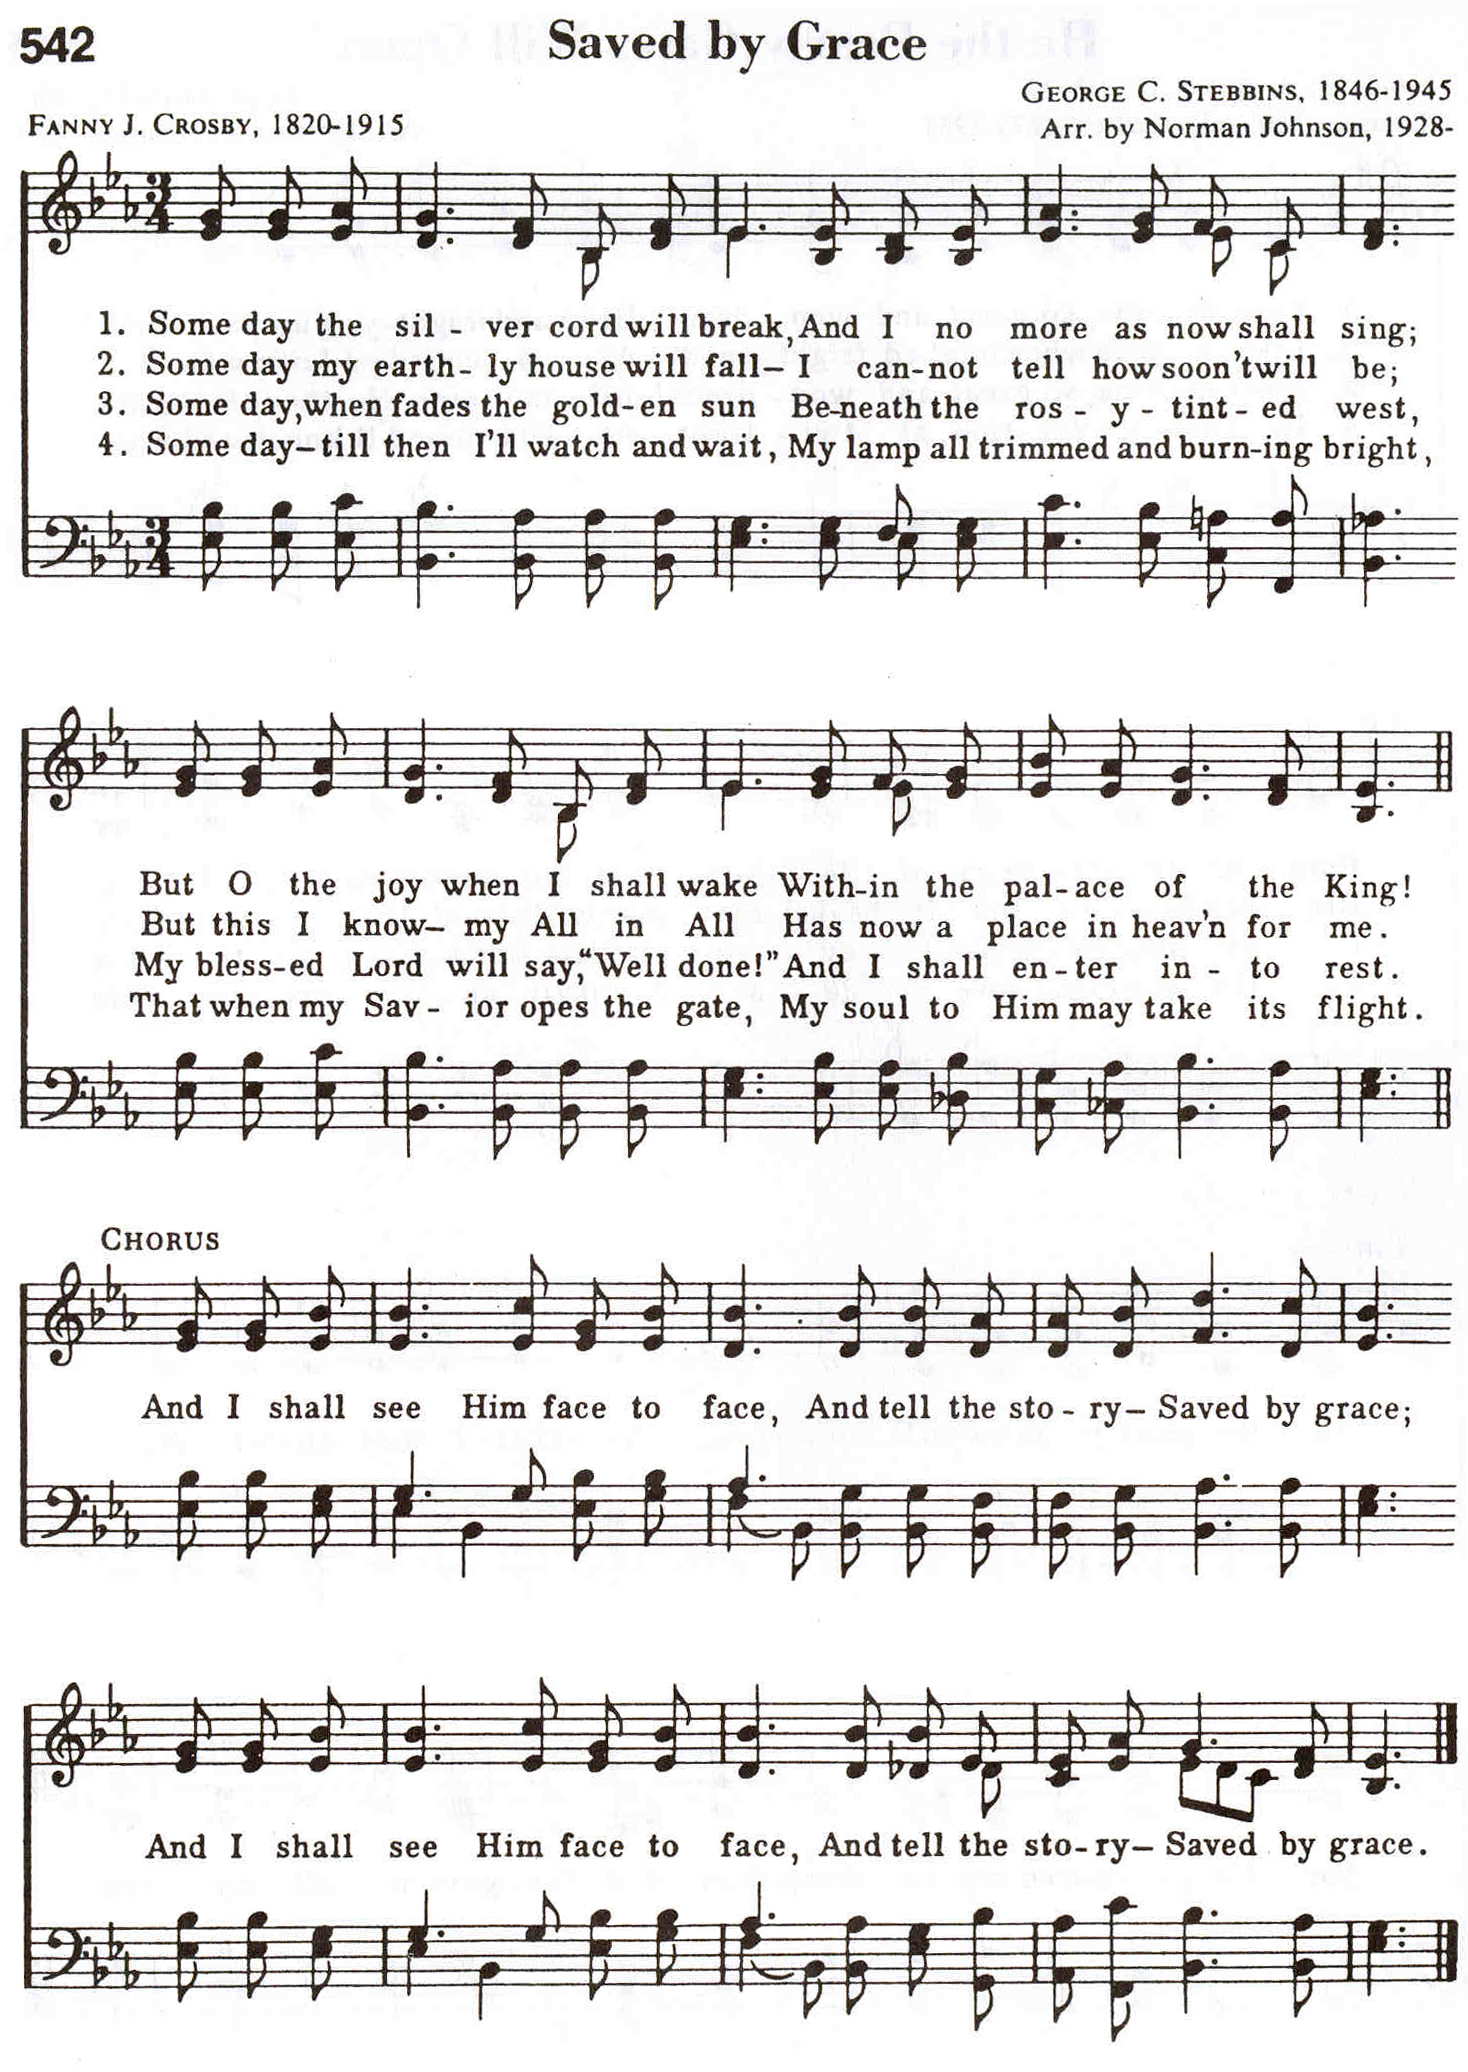 542
Saved by Grace
GEORGE C. STEBBINS, 1846-1945
FANNY J. CROSBY, 1820-1915
Arr. by Norman Johnson, 1928-
3 4
1. Some day the sil- ver cord will break, And I no more as now shall sing;
2. Some day my earth- ly house will fall– I can-not tell how soon 'twill be;
3. Some day, when fades the gold-en sun Be-neath the ros - y - tint - ed west,
4. Some day–till then I'll watch and wait, My lamp all trimmed and burn-ing bright,
3 4
But O the joy when I shall wake With-in the pal-ace of the King!
But this I know– my All in All Has now a place in heav'n for me.
My bless-ed Lord will say, “Well done!” And I shall en-ter in - to rest.
That when my Sav - ior opes the gate, My soul to Him may take its flight.
CHORUS
And I shall see Him face to face, And tell the sto - ry– Saved by grace;
And I shall see Him face to face, And tell the sto-ry– Saved by grace.